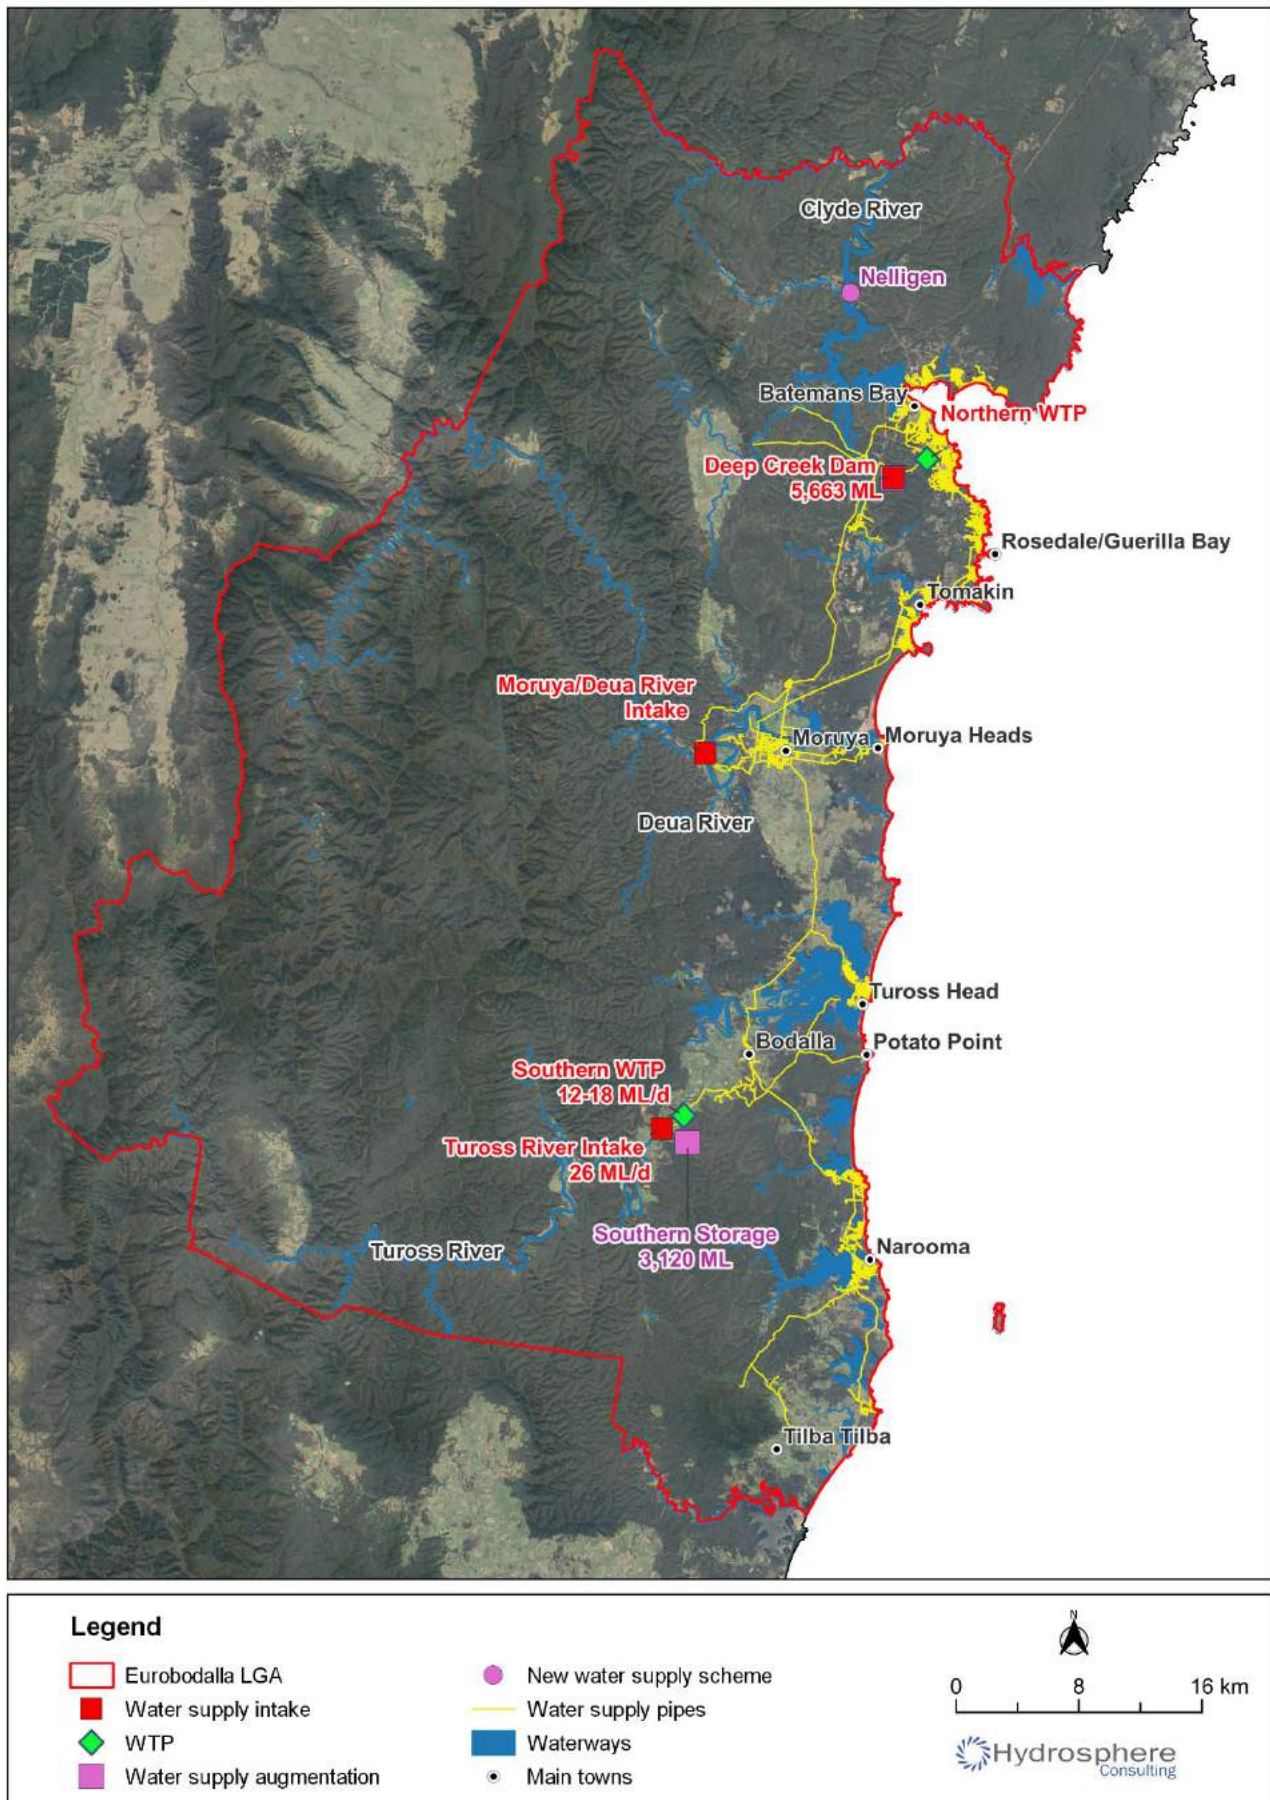 Clyde River
Nelligen
Batemans Bay
Northern WTP
Deep Creek Dam
5,663 ML
Rosedale/Guerilla Bay
Tomakin
Moruya/Deua River
Intake
Moruya
Moruya Heads
Deua River
Tuross Head
Bodalla
Potato Point
Southern WTP
12-18 ML/d
Tuross River Intake
26 ML/d
Southern Storage
3,120 ML
Tuross River
Narooma
Tilba Tilba
Legend
Eurobodalla LGA
Water supply intake
WTP
Water supply augmentation
New water supply scheme
Water supply pipes
Waterways
Main towns
N
0 8 16 km
Hydrosphere
Consulting